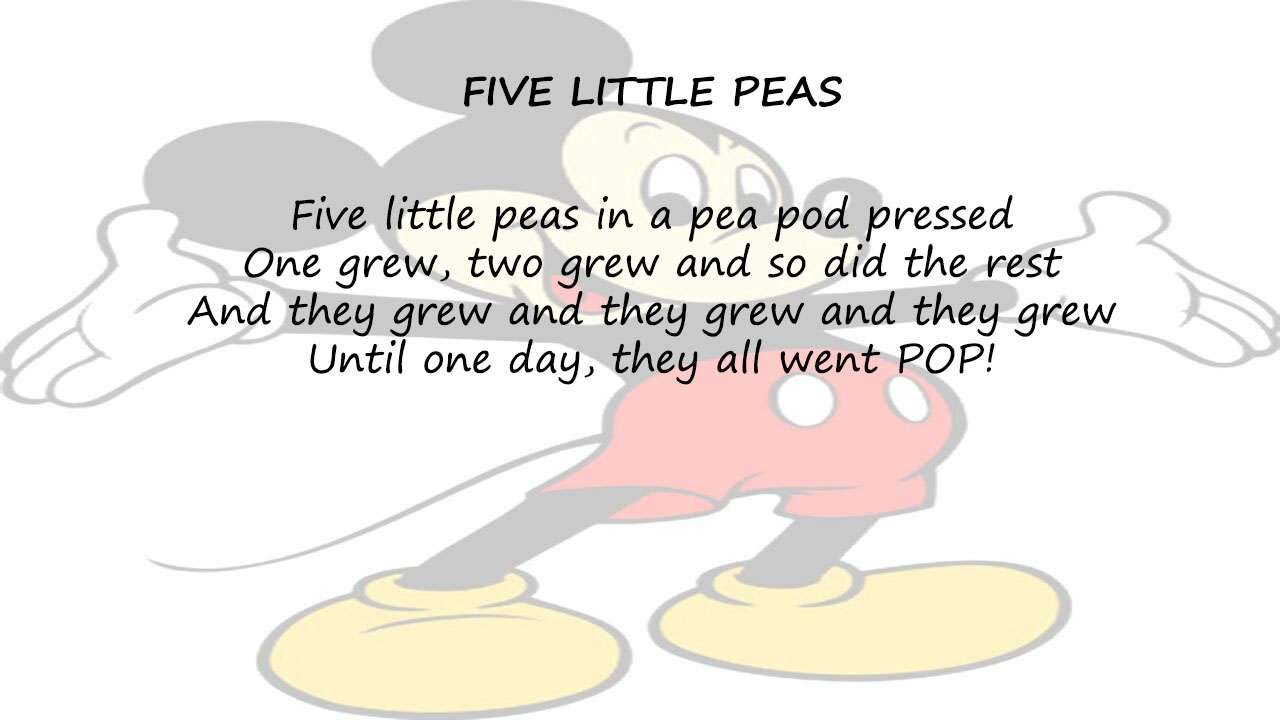 FIVE LITTLE PEAS
Five little peas in a pea pod pressed
One grew, two grew and so did the rest
And they grew and they grew and they grew
Until one day, they all went POP!